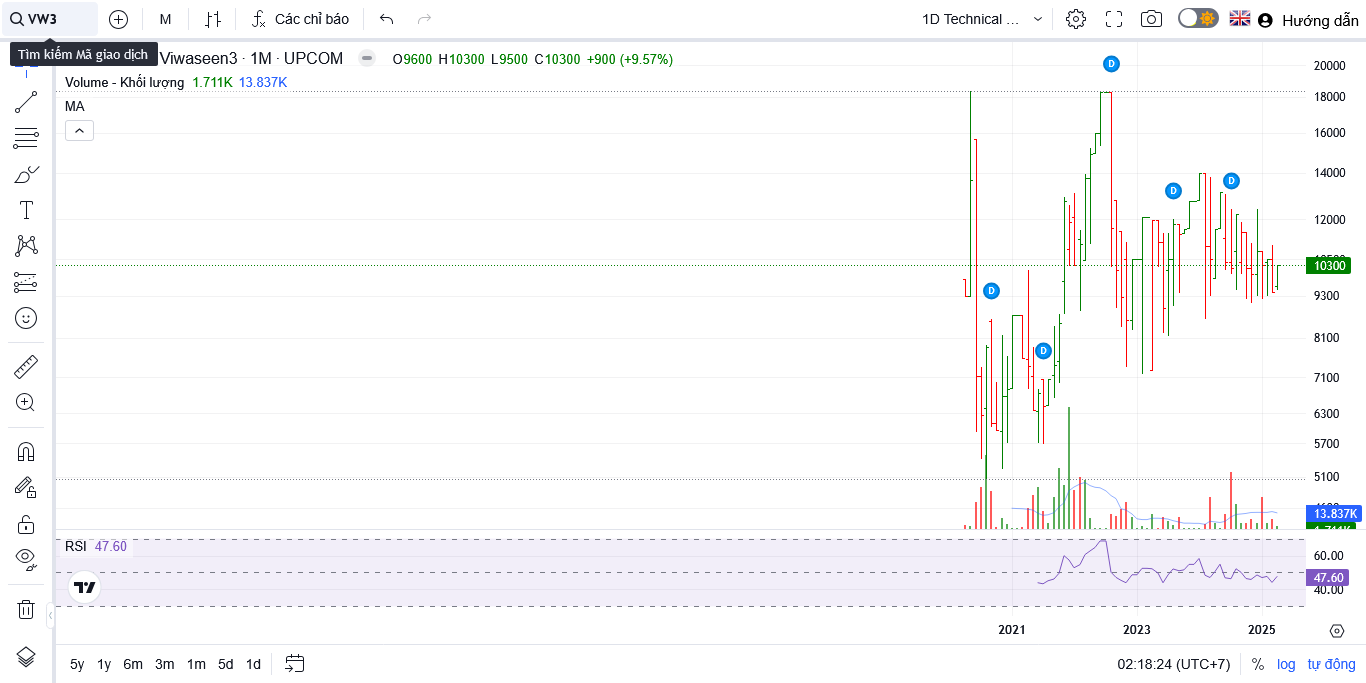 VW3
M
Các chỉ báo
1D Technical ...
Hướng dẫn
Tìm kiếm Mã giao dịch
Viwaseen3 · 1M · UPCOM
O9600 H10300 L9500 C10300 +900 (+9.57%)
Volume - Khối lượng 1.711K 13.837K
MA
D
D
D
D
D
20000
18000
16000
14000
12000
10300
9300
8100
7100
6300
5700
5100
13.837K
1.711K
RSI 47.60
60.00
47.60
40.00
2021
2023
2025
5y 1y 6m 3m 1m 5d 1d
02:18:24 (UTC+7)
%
log
tự động